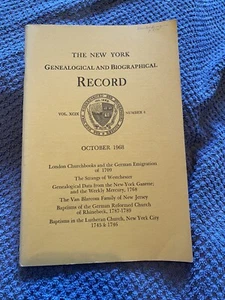 THE NEW YORK
GENEALOGICAL AND BIOGRAPHICAL
RECORD
VOL. XCIX
NUMBER 4
OCTOBER 1968
London Churchbooks and the German Emigration
of 1709
The Strangs of Westchester
Genealogical Data from the New York Gazette;
and the Weekly Mercury, 1768
The Van Blarcom Family of New Jersey
Baptisms of the German Reformed Church
of Rhinebeck, 1747-1749
Baptisms in the Lutheran Church, New York City
1745 & 1746